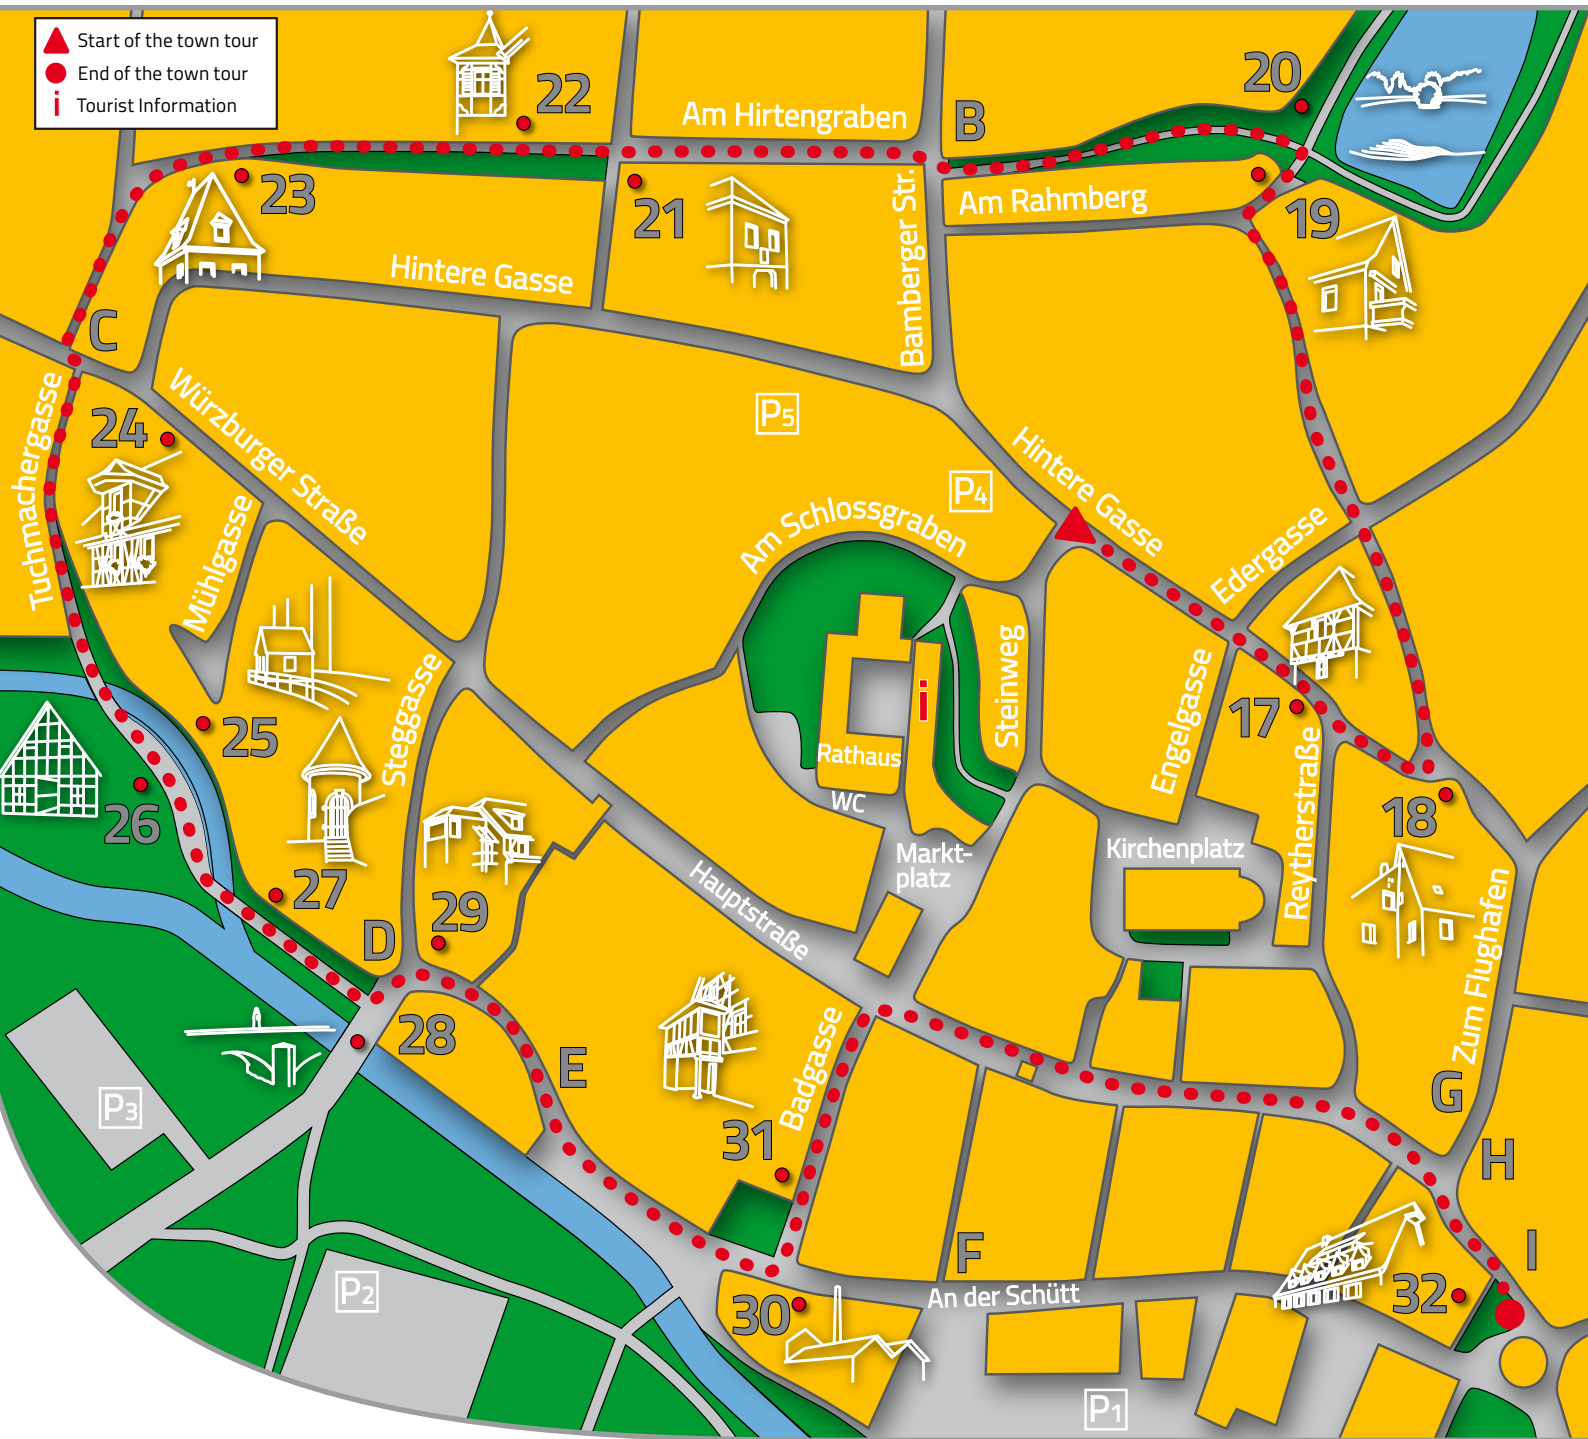 Start of the town tour
End of the town tour
i Tourist Information
22
20
Am Hirtengraben
B
23
21
Bamberger Str.
Am Rahmberg
19
Hintere Gasse
C
Würzburger Straße
P5
24
Tuchmachergasse
Mühlgasse
P4
Hintere Gasse
Am Schlossgraben
Edergasse
Steggasse
Steinweg
i
Engelgasse
17
25
Rathaus
Reytherstraße
WC
18
26
Markt-
platz
Kirchenplatz
27
29
Hauptstraße
Zum Flughafen
D
28
E
Badgasse
P3
G
31
H
F
I
P2
30
An der Schütt
32
P1